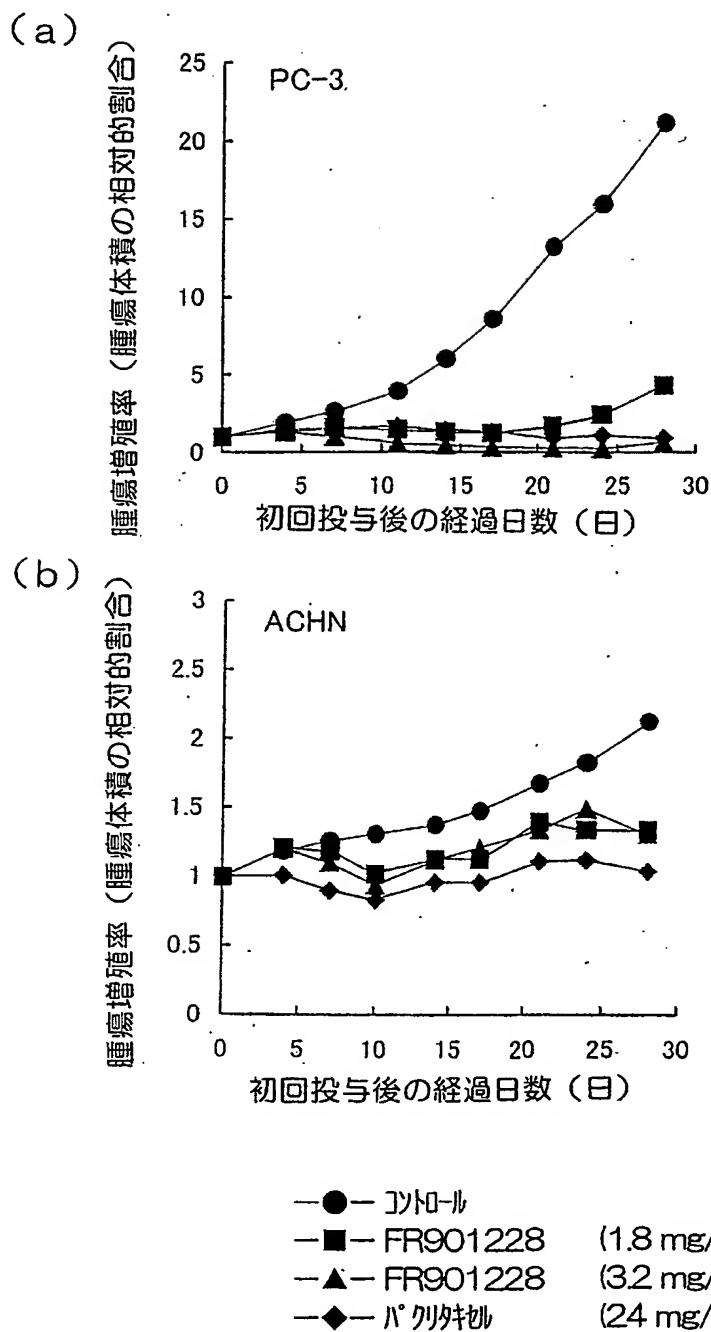 (a)
PC-3
腫瘍増殖率（腫瘍体積の相対的割合）
25
20
15
10
5
0
0 5 10 15 20 25 30
初回投与後の経過日数（日）
(b)
ACHN
腫瘍増殖率（腫瘍体積の相対的割合）
3
2.5
2
1.5
1
0.5
0
0 5 10 15 20 25 30
初回投与後の経過日数（日）
コントロール
FR901228 (1.8 mg/
FR901228 (3.2 mg/
パクリタキセル (24 mg/